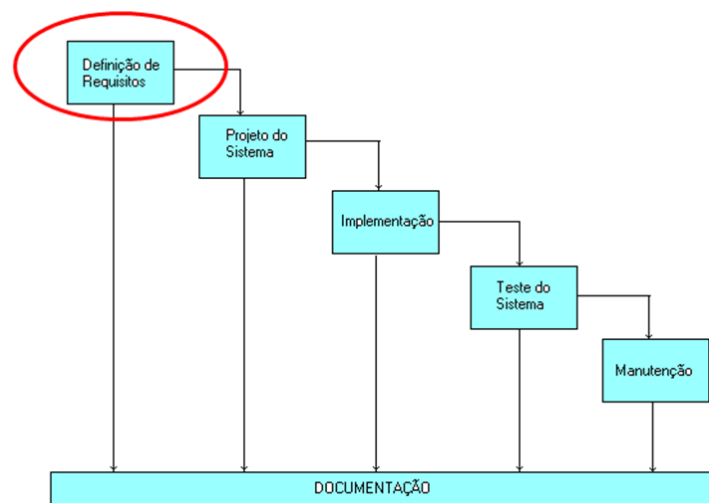 Definição de
Requisitos
Projeto do
Sistema
Implementação
Teste do
Sistema
Manutenção
DOCUMENTAÇÃO